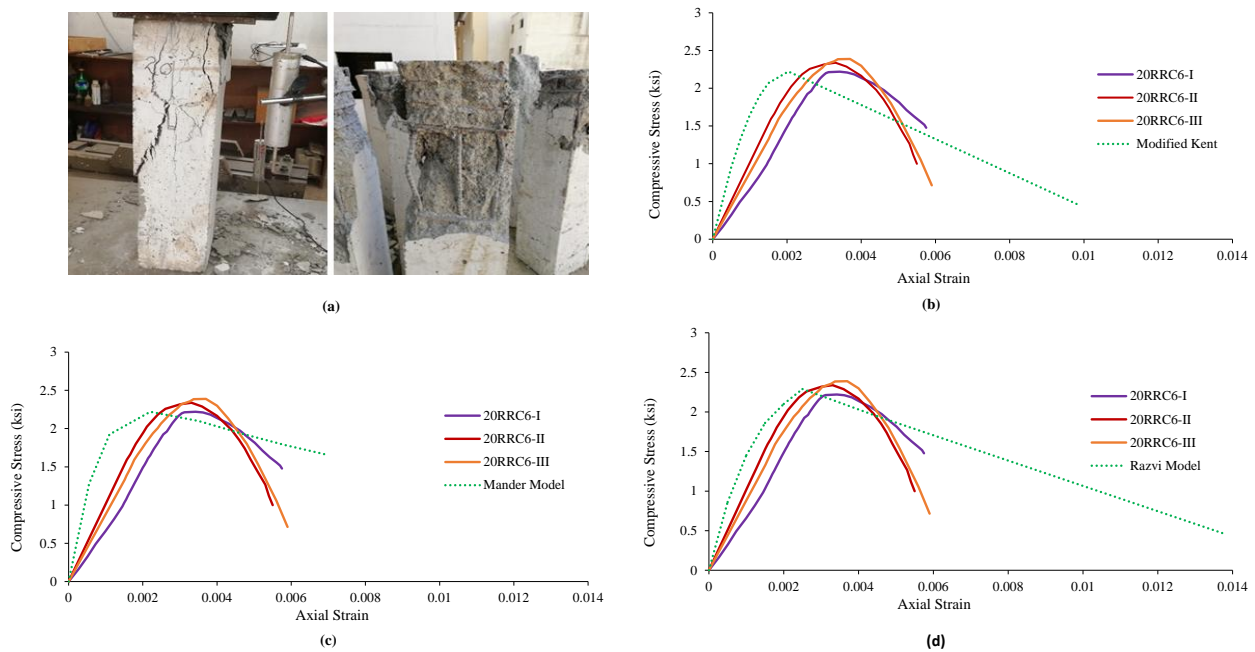 (a)
3
2.5
2
1.5
1
0.5
0
Compressive Stress (ksi)
0 0.002 0.004 0.006 0.008 0.01 0.012 0.014
Axial Strain
20RRC6-I
20RRC6-II
20RRC6-III
Modified Kent
(b)
3
2.5
2
1.5
1
0.5
0
Compressive Stress (ksi)
0 0.002 0.004 0.006 0.008 0.01 0.012 0.014
Axial Strain
20RRC6-I
20RRC6-II
20RRC6-III
Mander Model
(c)
3
2.5
2
1.5
1
0.5
0
Compressive Stress (ksi)
0 0.002 0.004 0.006 0.008 0.01 0.012 0.014
Axial Strain
20RRC6-I
20RRC6-II
20RRC6-III
Razvi Model
(d)